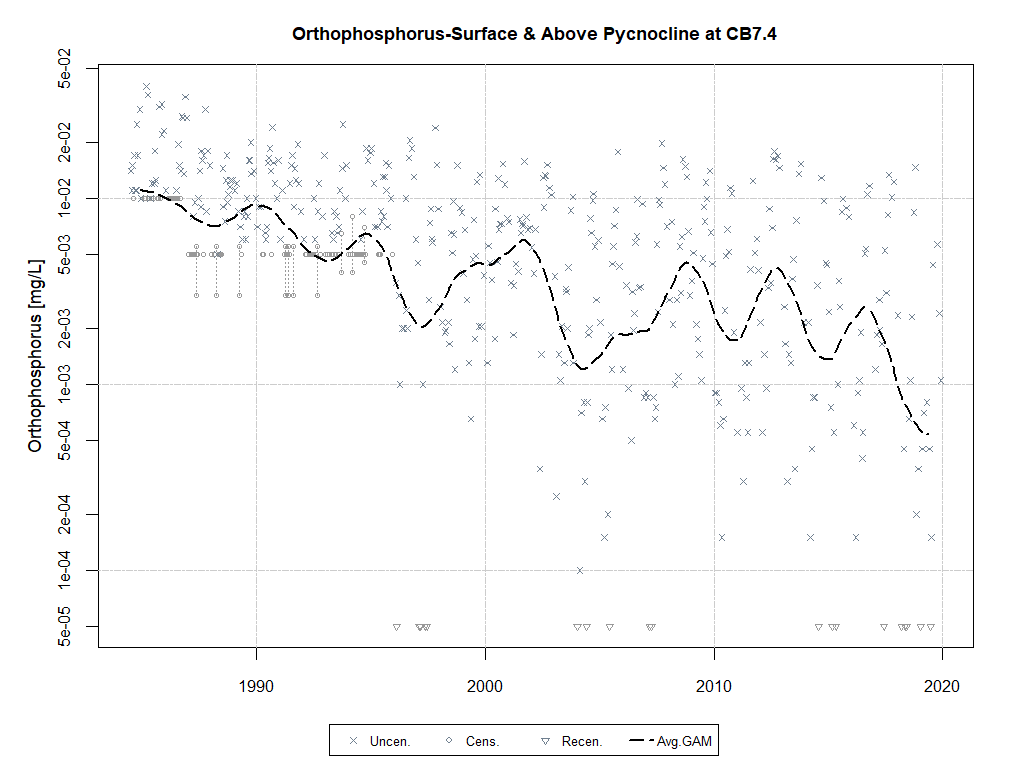 Orthophosphorus-Surface & Above Pycnocline at CB7.4
Orthophosphorus [mg/L]
5e-02
2e-02
1e-02
5e-03
2e-03
1e-03
5e-04
2e-04
1e-04
5e-05
1990 2000 2010 2020
Uncen. Cens. Recen. Avg.GAM